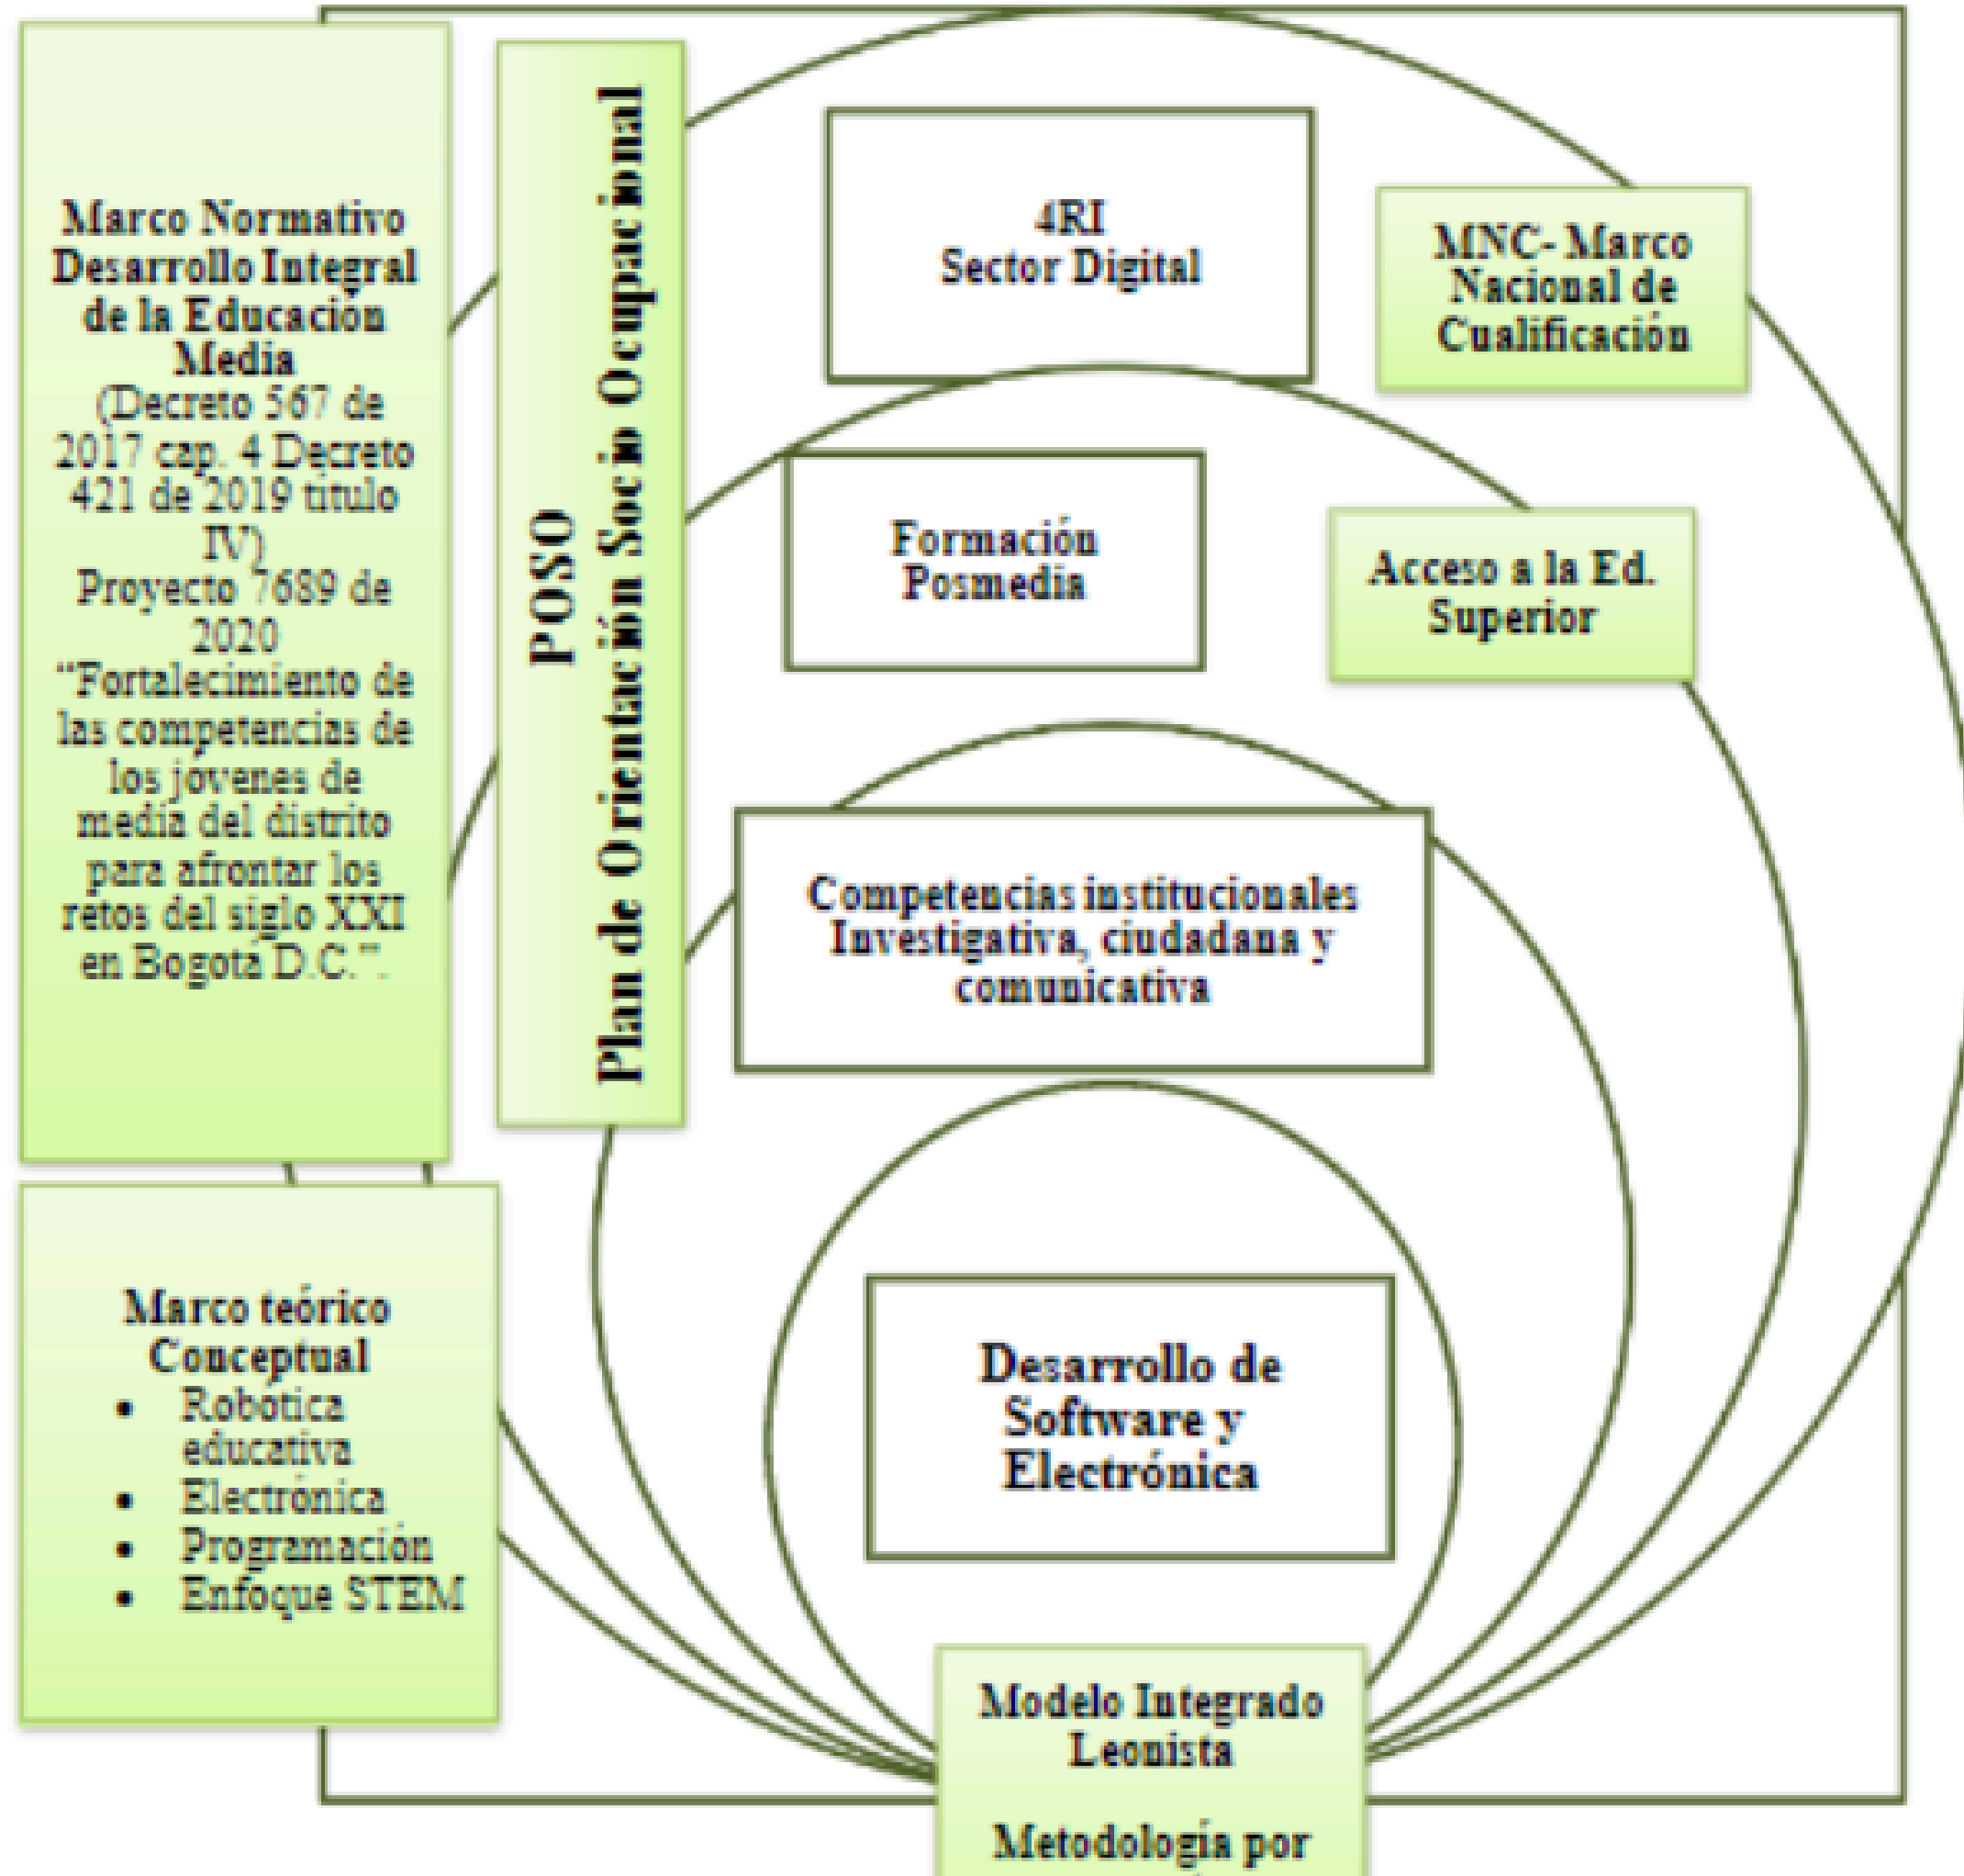 Marco Normativo
Desarrollo Integral
de la Educación
Media
(Decreto 567 de
2017 cap. 4 Decreto
421 de 2019 titulo
IV)
Proyecto 7689 de
2020
“Fortalecimiento de
las competencias de
los jóvenes de
media del distrito
para afrontar los
retos del siglo XXI
en Bogotá D.C.”.
POSO
Plan de Orientación Socio Ocupacional
4RI
Sector Digital
MNC- Marco
Nacional de
Cualificación
Formación
Posmedia
Acceso a la Ed.
Superior
Competencias institucionales
Investigativa, ciudadana y
comunicativa
Marco teórico
Conceptual
• Robótica
educativa
• Electrónica
• Programación
• Enfoque STEM
Desarrollo de
Software y
Electrónica
Modelo Integrado
Leonista
Metodología por